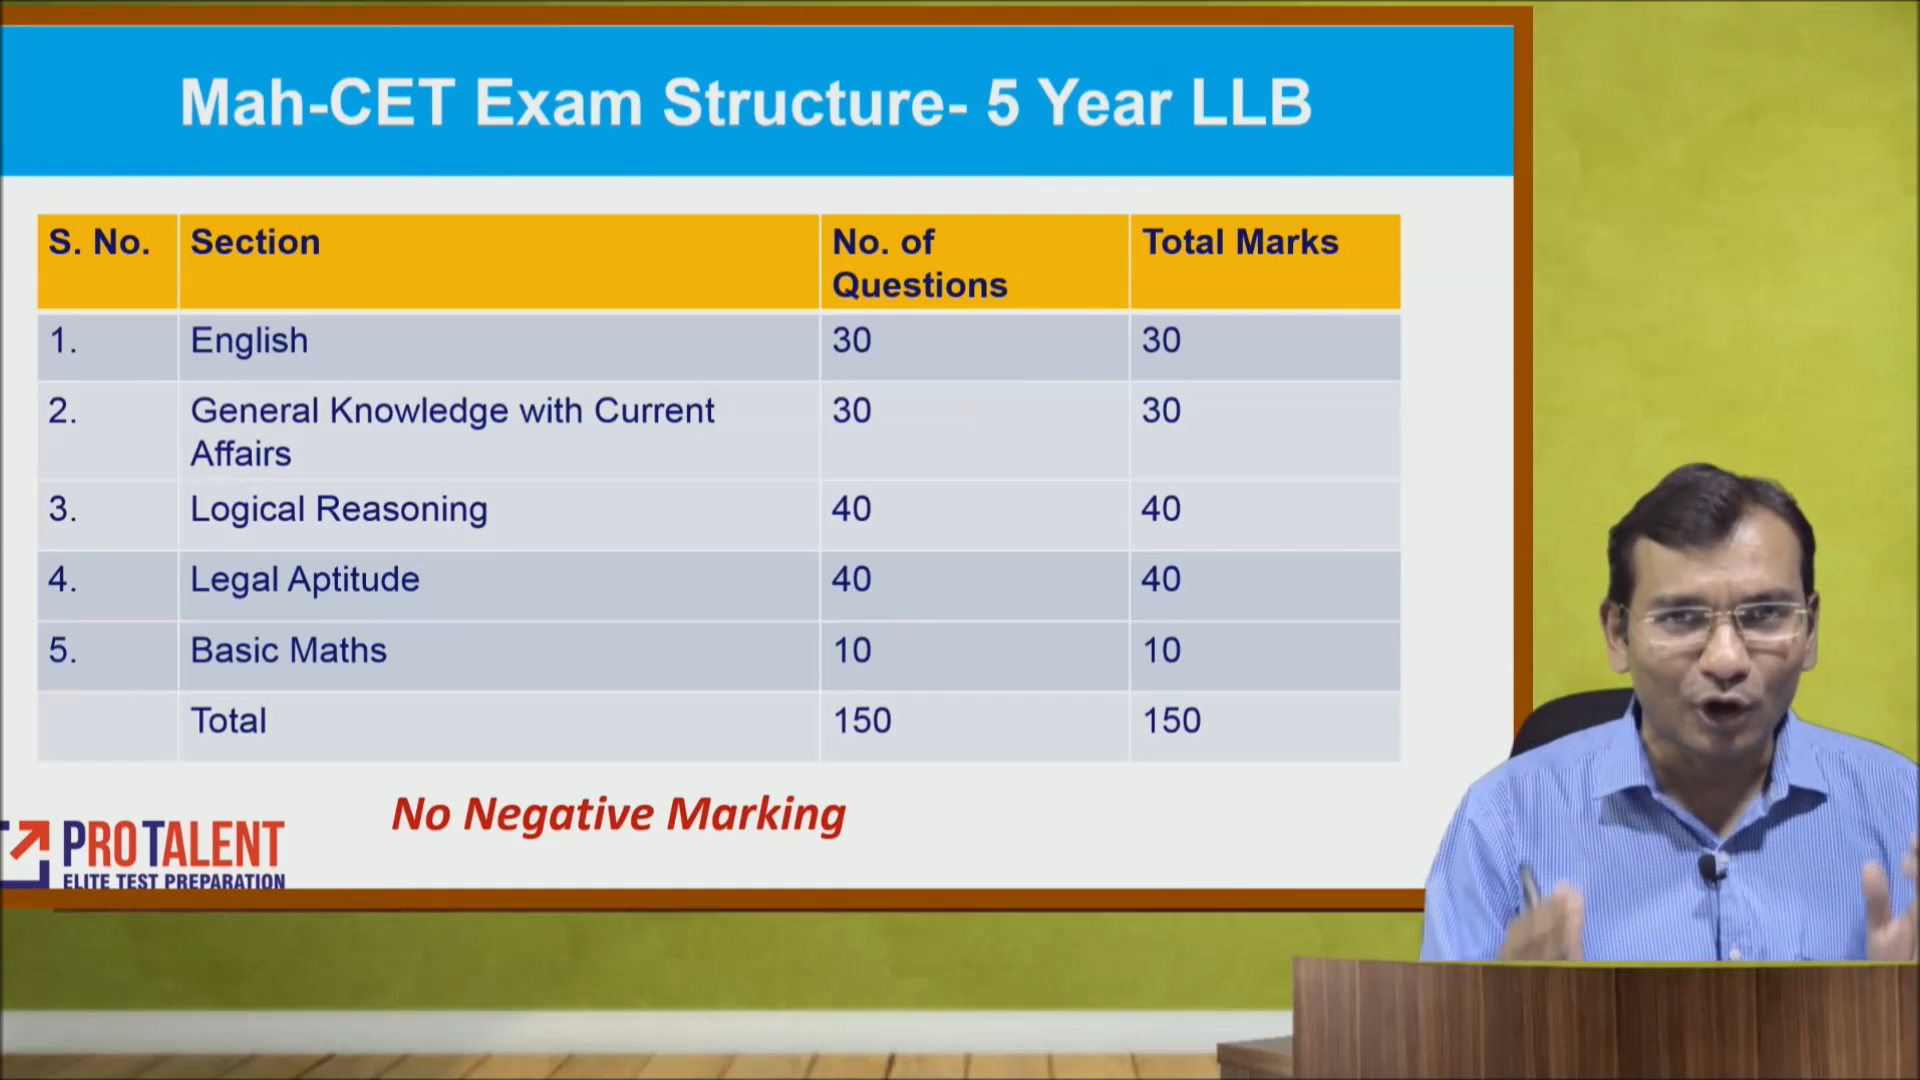 Mah-CET Exam Structure- 5 Year LLB
S. No. Section No. of Questions Total Marks
1. English 30 30
2. General Knowledge with Current Affairs 30 30
3. Logical Reasoning 40 40
4. Legal Aptitude 40 40
5. Basic Maths 10 10
Total 150 150
No Negative Marking
PROTALENT
ELITE TEST PREPARATION